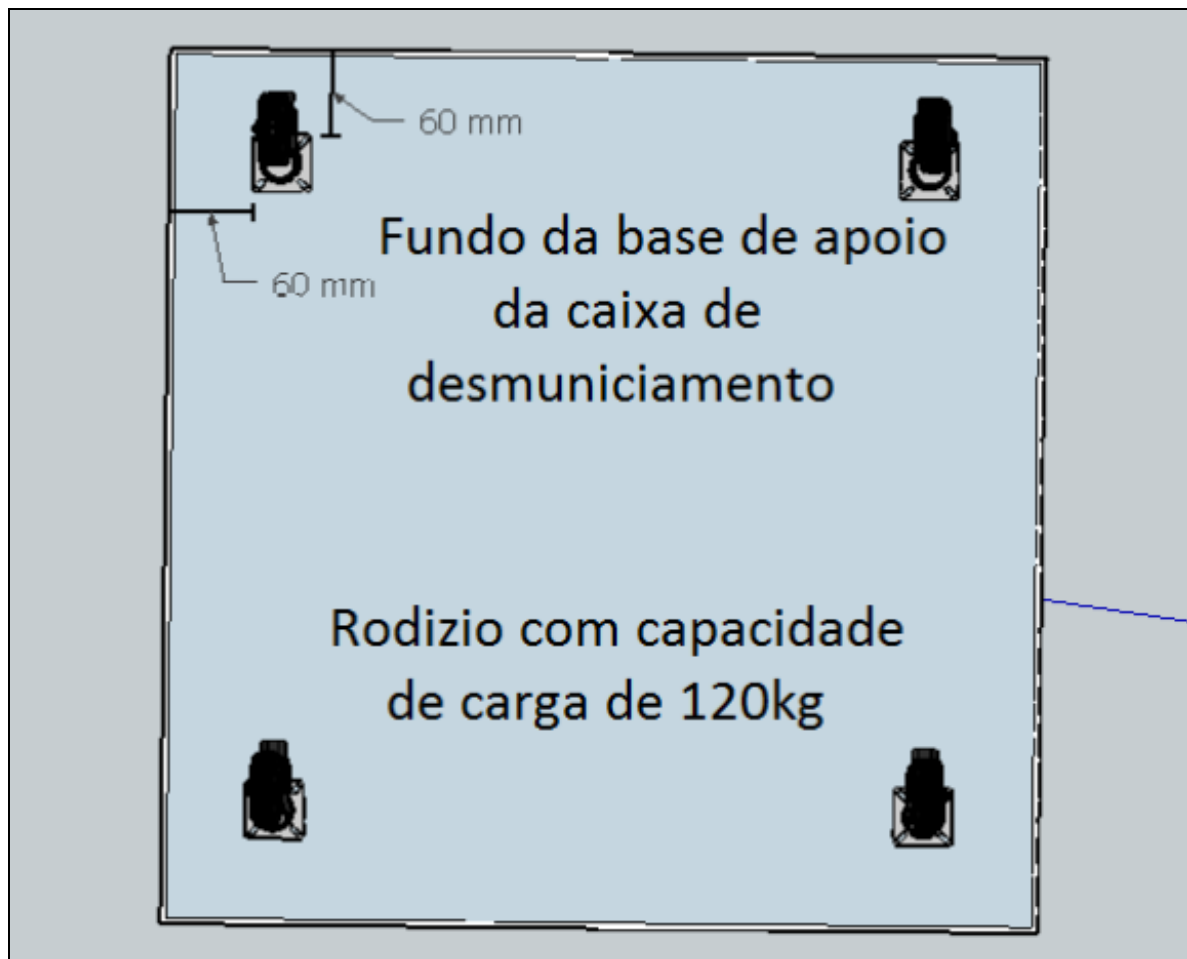 60 mm
Fundo da base de apoio
60 mm
da caixa de
desmuniciamento
Rodizio com capacidade
de carga de 120kg